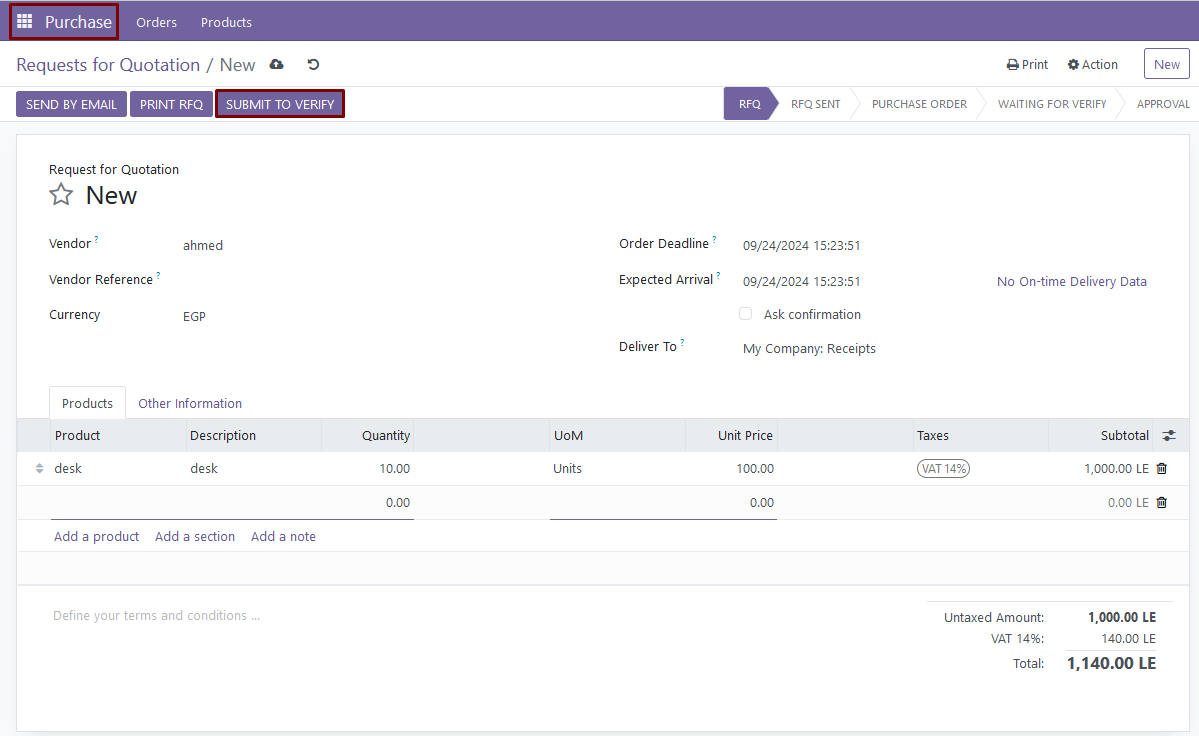 Purchase Orders Products
Requests for Quotation / New Print Action New
SEND BY EMAIL PRINT RFQ SUBMIT TO VERIFY RFQ RFQ SENT PURCHASE ORDER WAITING FOR VERIFY APPROVAL
Request for Quotation
New
Vendor ? ahmed Order Deadline ? 09/24/2024 15:23:51
Vendor Reference ? Expected Arrival ? 09/24/2024 15:23:51 No On-time Delivery Data
Currency EGP Ask confirmation
Deliver To ? My Company: Receipts
Products Other Information
Product Description Quantity UoM Unit Price Taxes Subtotal
desk desk 10.00 Units 100.00 VAT 14% 1,000.00 LE
0.00 0.00 0.00 LE
Add a product Add a section Add a note
Define your terms and conditions ... Untaxed Amount: 1,000.00 LE
VAT 14%: 140.00 LE
Total: 1,140.00 LE